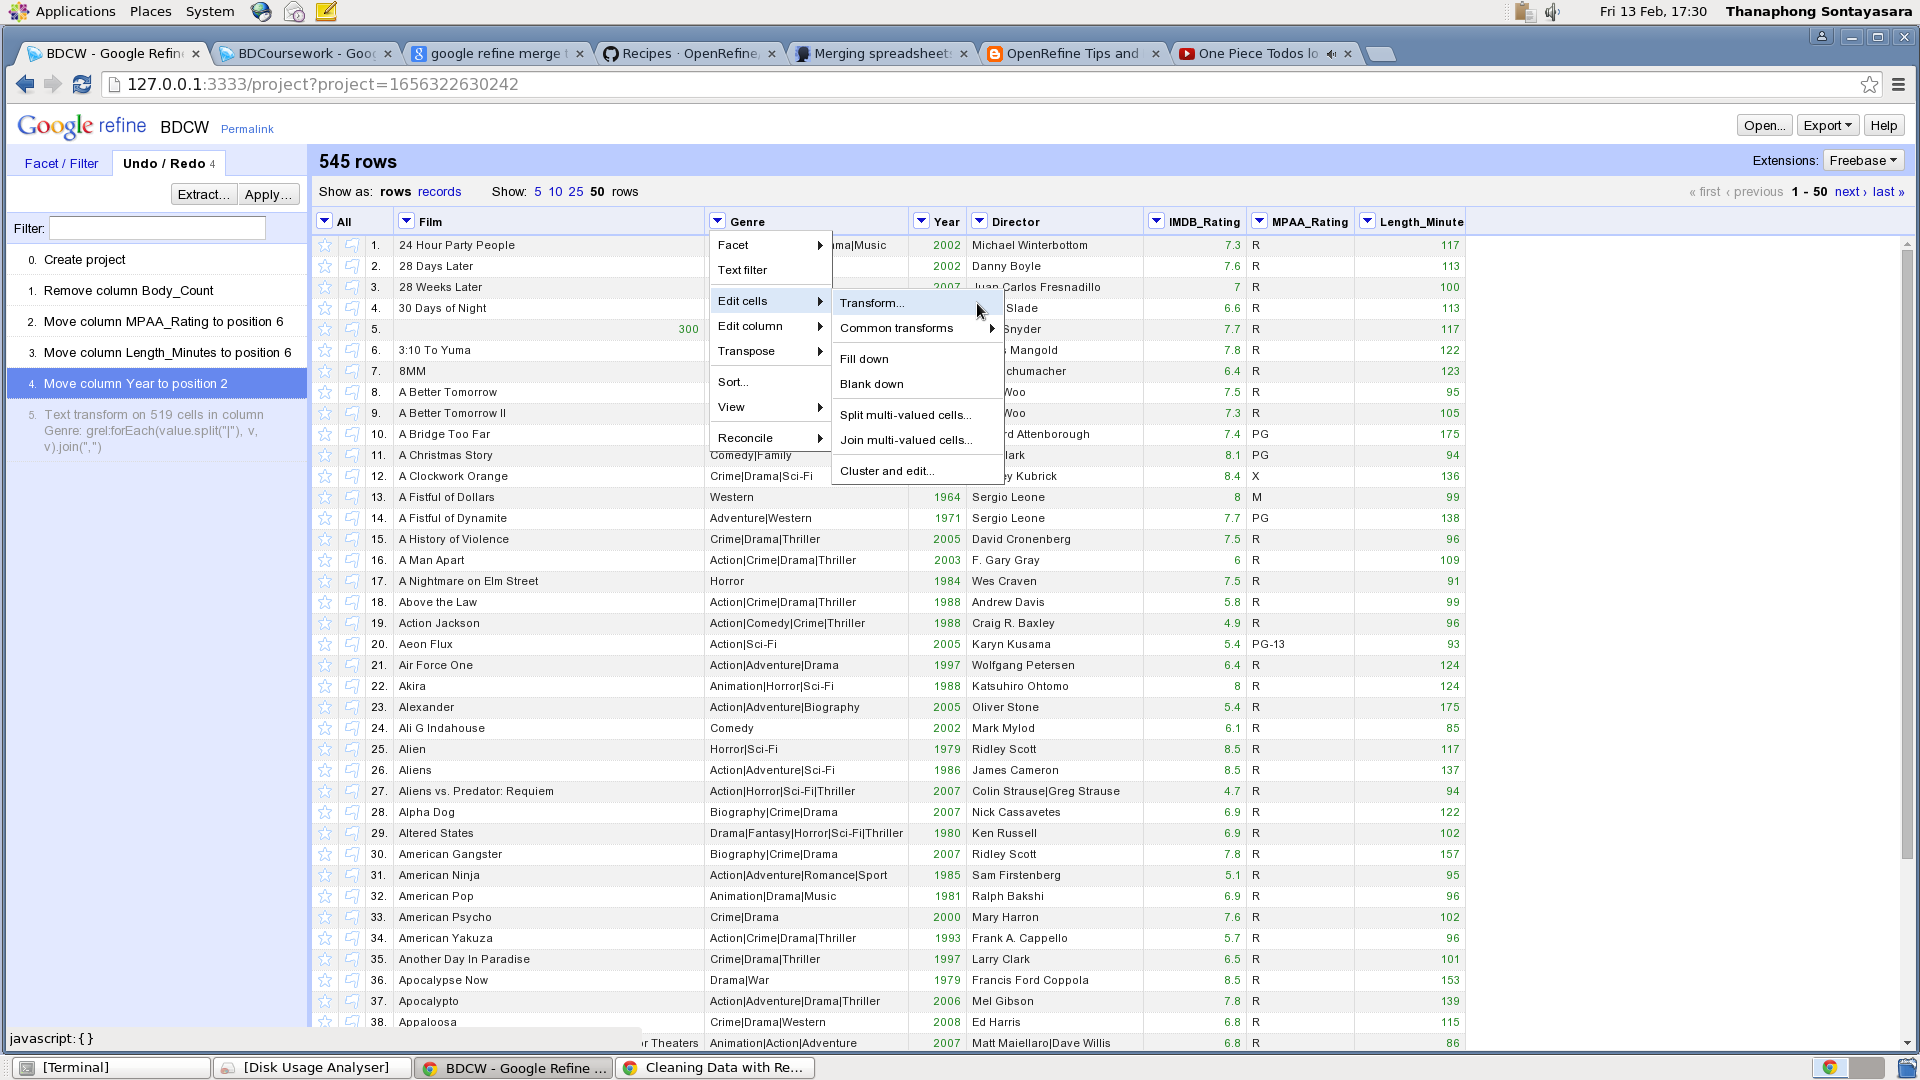 Applications Places System Fri 13 Feb, 17:30 Thanaphong Sontayasara
BDCW - Google Refin BDCoursework - Goog google refine merge t Recipes · OpenRefine Merging spreadsheets OpenRefine Tips and One Piece Todos lo
127.0.0.1:3333/project?project=1656322630242
Google refine BDCW Permalink Open... Export Help
Facet / Filter Undo / Redo 4 545 rows Extensions: Freebase
Extract... Apply... Show as: rows records Show: 5 10 25 50 rows « first ‹ previous 1 - 50 next › last »
Filter:
0. Create project
1. Remove column Body_Count
2. Move column MPAA_Rating to position 6
3. Move column Length_Minutes to position 6
4. Move column Year to position 2
5. Text transform on 519 cells in column
Genre: grel:forEach(value.split("|"), v,
v).join(",")
All Film Genre Year Director IMDB_Rating MPAA_Rating Length_Minute
1. 24 Hour Party People ma|Music 2002 Michael Winterbottom 7.3 R 117
2. 28 Days Later 2002 Danny Boyle 7.6 R 113
3. 28 Weeks Later 2007 Juan Carlos Fresnadillo 7 R 100
4. 30 Days of Night Slade 6.6 R 113
5. 300 Snyder 7.7 R 117
6. 3:10 To Yuma Mangold 7.8 R 122
7. 8MM chumacher 6.4 R 123
8. A Better Tomorrow Woo 7.5 R 95
9. A Better Tomorrow II Woo 7.3 R 105
10. A Bridge Too Far rd Attenborough 7.4 PG 175
11. A Christmas Story Comedy|Family lark 8.1 PG 94
12. A Clockwork Orange Crime|Drama|Sci-Fi ey Kubrick 8.4 X 136
13. A Fistful of Dollars Western 1964 Sergio Leone 8 M 99
14. A Fistful of Dynamite Adventure|Western 1971 Sergio Leone 7.7 PG 138
15. A History of Violence Crime|Drama|Thriller 2005 David Cronenberg 7.5 R 96
16. A Man Apart Action|Crime|Drama|Thriller 2003 F. Gary Gray 6 R 109
17. A Nightmare on Elm Street Horror 1984 Wes Craven 7.5 R 91
18. Above the Law Action|Crime|Drama|Thriller 1988 Andrew Davis 5.8 R 99
19. Action Jackson Action|Comedy|Crime|Thriller 1988 Craig R. Baxley 4.9 R 96
20. Aeon Flux Action|Sci-Fi 2005 Karyn Kusama 5.4 PG-13 93
21. Air Force One Action|Adventure|Drama 1997 Wolfgang Petersen 6.4 R 124
22. Akira Animation|Horror|Sci-Fi 1988 Katsuhiro Ohtomo 8 R 124
23. Alexander Action|Adventure|Biography 2005 Oliver Stone 5.4 R 175
24. Ali G Indahouse Comedy 2002 Mark Mylod 6.1 R 85
25. Alien Horror|Sci-Fi 1979 Ridley Scott 8.5 R 117
26. Aliens Action|Adventure|Sci-Fi 1986 James Cameron 8.5 R 137
27. Aliens vs. Predator: Requiem Action|Horror|Sci-Fi|Thriller 2007 Colin Strause|Greg Strause 4.7 R 94
28. Alpha Dog Biography|Crime|Drama 2007 Nick Cassavetes 6.9 R 122
29. Altered States Drama|Fantasy|Horror|Sci-Fi|Thriller 1980 Ken Russell 6.9 R 102
30. American Gangster Biography|Crime|Drama 2007 Ridley Scott 7.8 R 157
31. American Ninja Action|Adventure|Romance|Sport 1985 Sam Firstenberg 5.1 R 95
32. American Pop Animation|Drama|Music 1981 Ralph Bakshi 6.9 R 96
33. American Psycho Crime|Drama 2000 Mary Harron 7.6 R 102
34. American Yakuza Action|Crime|Drama|Thriller 1993 Frank A. Cappello 5.7 R 96
35. Another Day In Paradise Crime|Drama|Thriller 1997 Larry Clark 6.5 R 101
36. Apocalypse Now Drama|War 1979 Francis Ford Coppola 8.5 R 153
37. Apocalypto Action|Adventure|Drama|Thriller 2006 Mel Gibson 7.8 R 139
38. Appaloosa Crime|Drama|Western 2008 Ed Harris 6.8 R 115
r Theaters Animation|Action|Adventure 2007 Matt Maiellaro|Dave Willis 6.8 R 86
Facet
Text filter
Edit cells
Edit column
Transpose
Sort...
View
Reconcile
Transform...
Common transforms
Fill down
Blank down
Split multi-valued cells...
Join multi-valued cells...
Cluster and edit...
javascript:{}
[Terminal] [Disk Usage Analyser] BDCW - Google Refine ... Cleaning Data with Re...